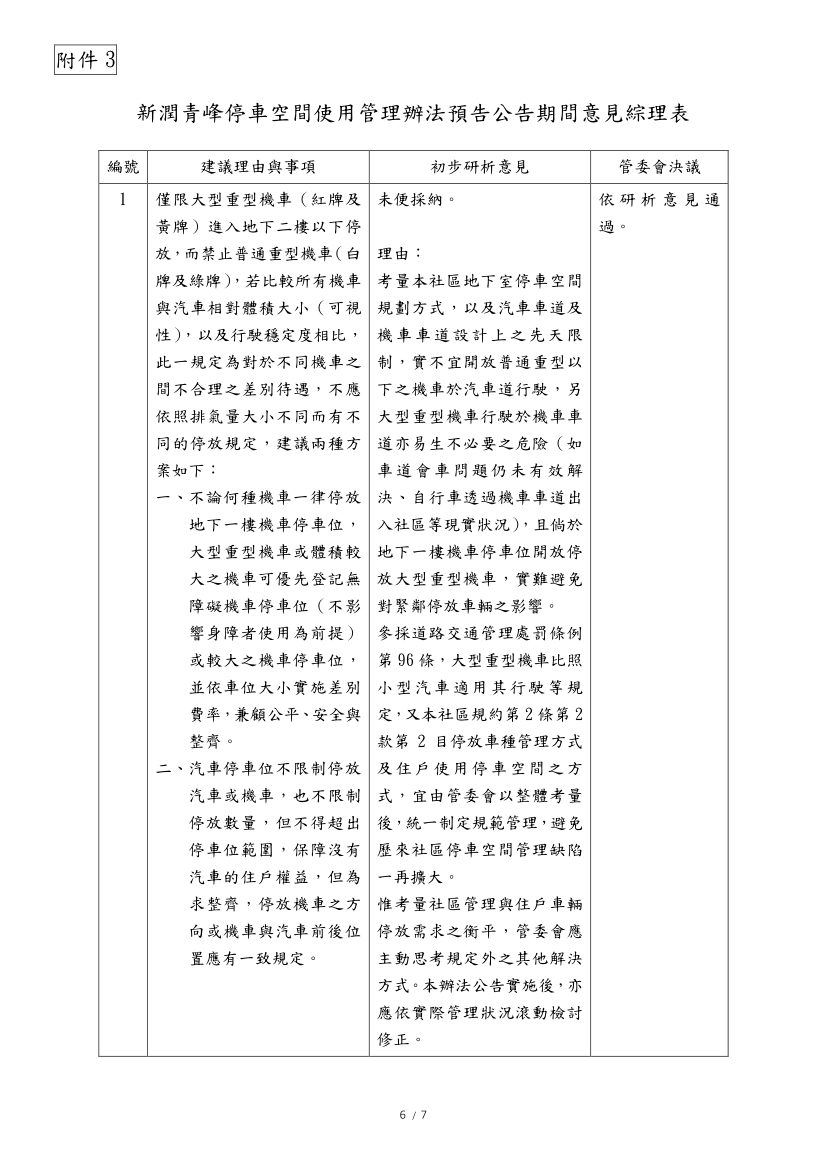 附件 3
新潤青峰停車空間使用管理辦法預告公告期間意見綜理表
編號
建議理由與事項
初步研析意見
管委會決議
1
僅限大型重型機車（紅牌及
黃牌）進入地下二樓以下停
放，而禁止普通重型機車（白
牌及綠牌），若比較所有機車
與汽車相對體積大小（可視
性），以及行駛穩定度相比，
此一規定為對於不同機車之
間不合理之差別待遇，不應
依照排氣量大小不同而有不
同的停放規定，建議兩種方
案如下：
一、不論何種機車一律停放
地下一樓機車停車位，
大型重型機車或體積較
大之機車可優先登記無
障礙機車停車位（不影
響身障者使用為前提）
或較大之機車停車位，
並依車位大小實施差別
費率，兼顧公平、安全與
整齊。
二、汽車停車位不限制停放
汽車或機車，也不限制
停放數量，但不得超出
停車位範圍，保障沒有
汽車的住戶權益，但為
求整齊，停放機車之方
向或機車與汽車前後位
置應有一致規定。
未便採納。
理由：
考量本社區地下室停車空間
規劃方式，以及汽車車道及
機車車道設計上之先天限
制，實不宜開放普通重型以
下之機車於汽車道行駛，另
大型重型機車行駛於機車車
道亦易生不必要之危險（如
車道會車問題仍未有效解
決、自行車透過機車車道出
入社區等現實狀況），且倘於
地下一樓機車停車位開放停
放大型重型機車，實難避免
對緊鄰停放車輛之影響。
參採道路交通管理處罰條例
第 96 條，大型重型機車比照
小型汽車適用其行駛等規
定，又本社區規約第 2 條第 2
款第 2 目停放車種管理方式
及住戶使用停車空間之方
式，宜由管委會以整體考量
後，統一制定規範管理，避免
歷來社區停車空間管理缺陷
一再擴大。
惟考量社區管理與住戶車輛
停放需求之衡平，管委會應
主動思考規定外之其他解決
方式。本辦法公告實施後，亦
應依實際管理狀況滾動檢討
修正。
依研析意見通
過。
6 / 7